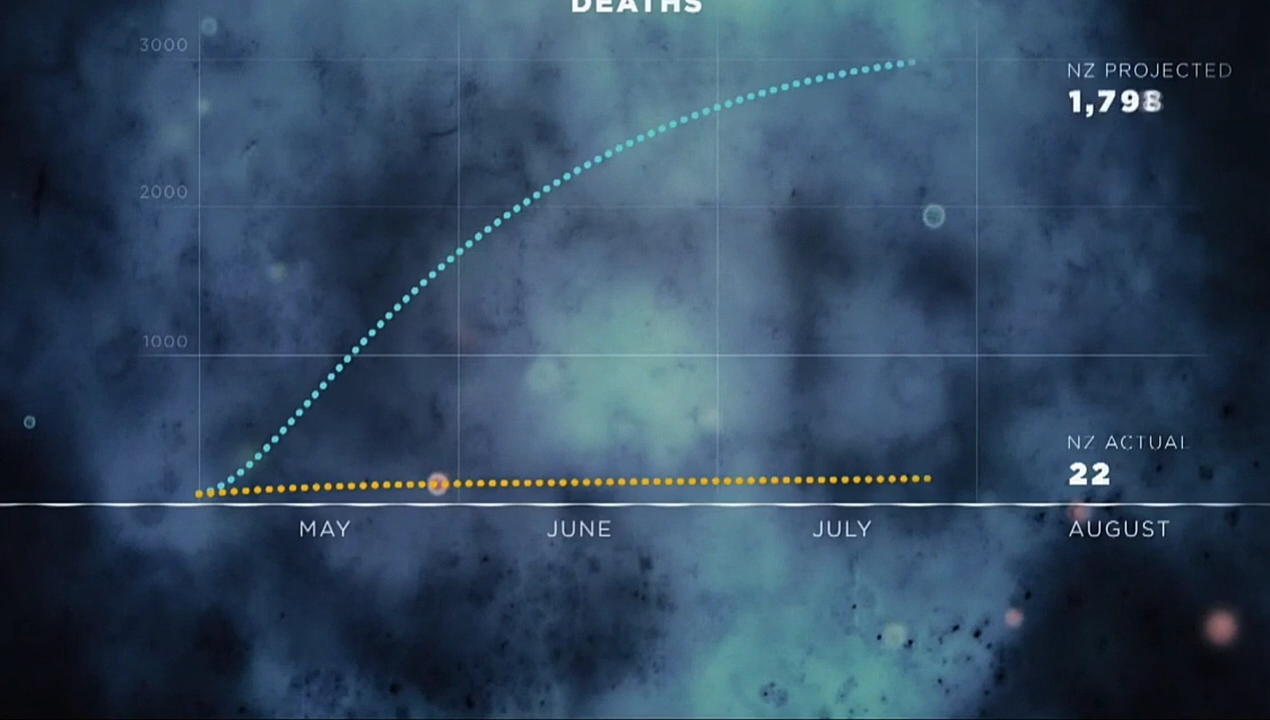 DEATHS
3000
NZ PROJECTED
1,798
2000
1000
NZ ACTUAL
22
MAY JUNE JULY AUGUST